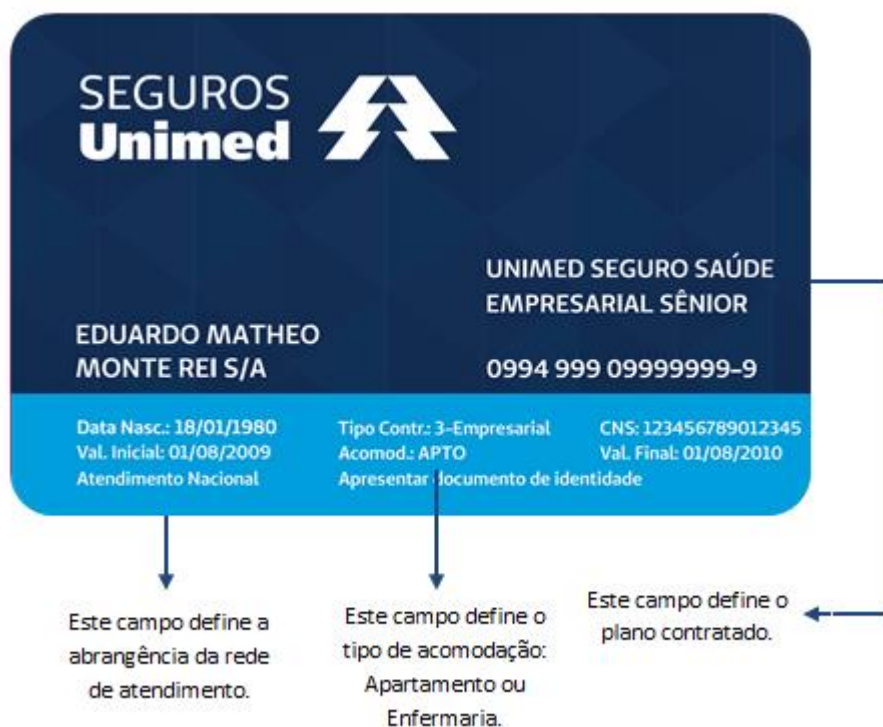 SEGUROS
Unimed
UNIMED SEGURO SAÚDE
EMPRESARIAL SÊNIOR
EDUARDO MATHEO
MONTE REI S/A
0994 999 09999999-9
Data Nasc.: 18/01/1980
Tipo Contr.: 3-Empresarial
CNS: 123456789012345
Val. Inicial: 01/08/2009
Acomod.: APTO
Val. Final: 01/08/2010
Atendimento Nacional
Apresentar documento de identidade
Este campo define a
abrangência da rede
de atendimento.
Este campo define o
tipo de acomodação:
Apartamento ou
Enfermaria.
Este campo define o
plano contratado.